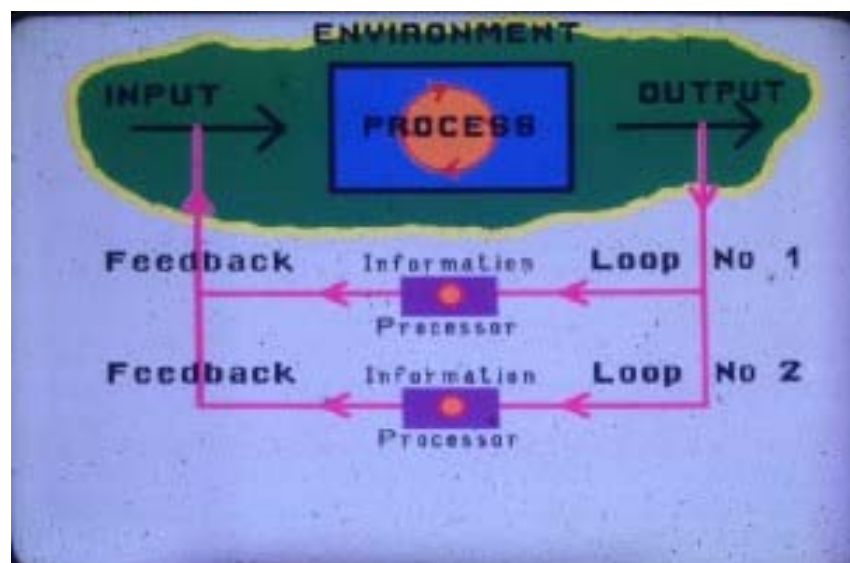 ENVIRONMENT
INPUT
PROCESS
OUTPUT
Feedback Information Processor Loop No 1
Feedback Information Processor Loop No 2